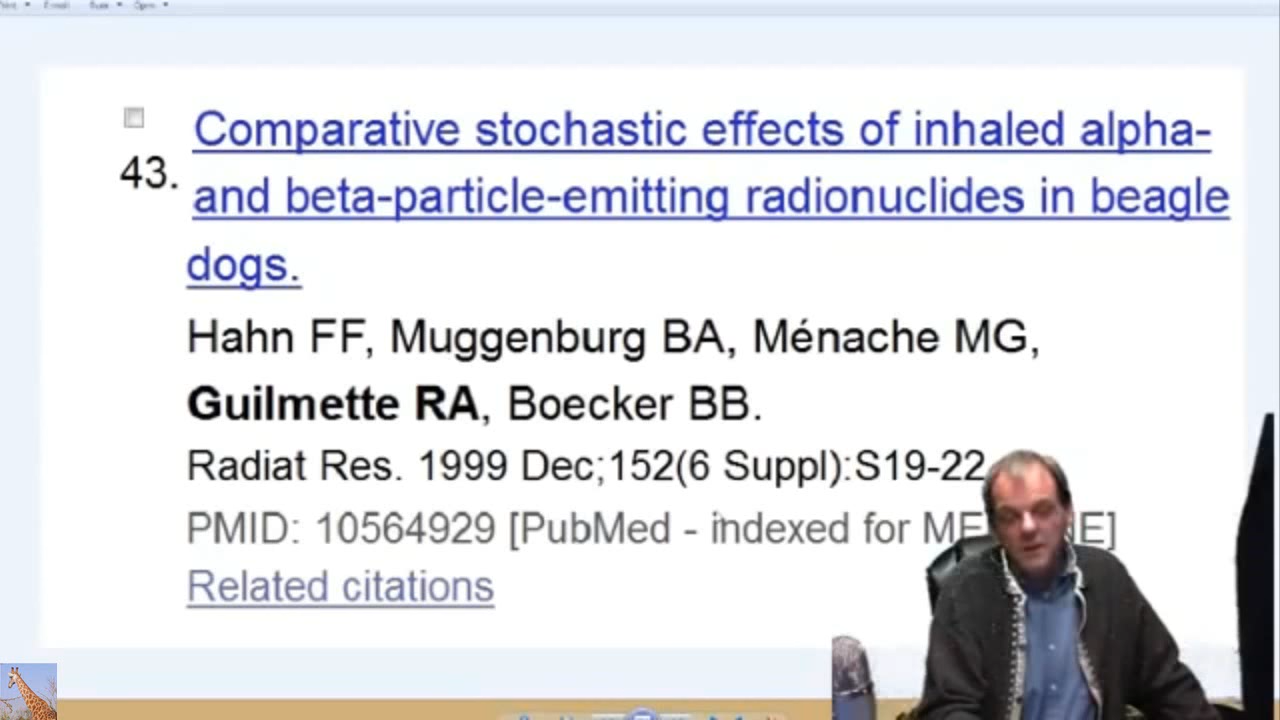 Comparative stochastic effects of inhaled alpha-
43. and beta-particle-emitting radionuclides in beagle
dogs.
Hahn FF, Muggenburg BA, Ménache MG,
Guilmette RA, Boecker BB.
Radiat Res. 1999 Dec;152(6 Suppl):S19-22
PMID: 10564929 [PubMed - indexed for ME
Related citations